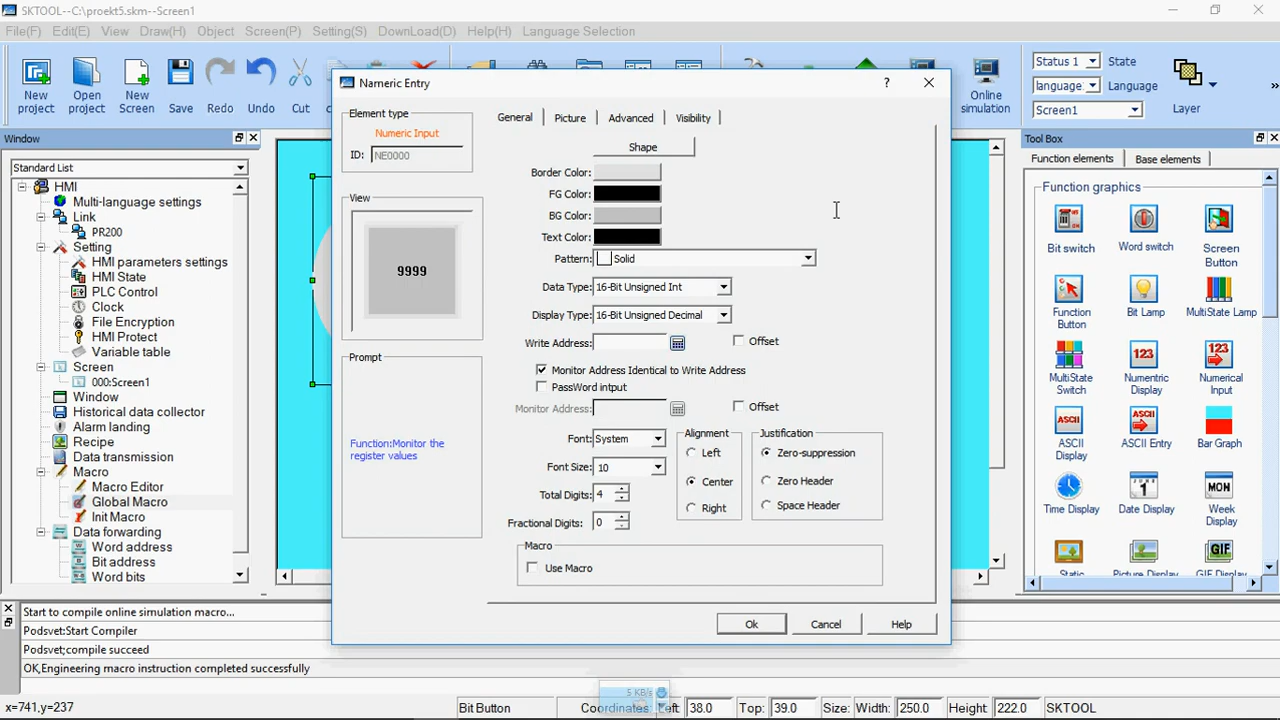 SKTOOL--C:\proekt5.skm--Screen1
File(F) Edit(E) View Draw(H) Object Screen(P) Setting(S) DownLoad(D) Help(H) Language Selection
New project
Open project
New Screen
Save
Redo
Undo
Cut
Online simulation
Status 1 State
language Language
Screen1
Layer
Window
Standard List
HMI
Multi-language settings
Link
PR200
Setting
HMI parameters settings
HMI State
PLC Control
Clock
File Encryption
HMI Protect
Variable table
Screen
000:Screen1
Window
Historical data collector
Alarm landing
Recipe
Data transmission
Macro
Macro Editor
Global Macro
Init Macro
Data forwarding
Word address
Bit address
Word bits
Nameric Entry
?
Element type
Numeric Input
ID: NE0000
View
9999
Prompt
Function:Monitor the
register values
General Picture Advanced Visibility
Shape
Border Color:
FG Color:
BG Color:
Text Color:
Pattern: Solid
Data Type: 16-Bit Unsigned Int
Display Type: 16-Bit Unsigned Decimal
Write Address: Offset
Monitor Address Identical to Write Address
PassWord intput
Monitor Address: Offset
Font: System
Font Size: 10
Total Digits: 4
Fractional Digits: 0
Alignment
Left
Center
Right
Justification
Zero-suppression
Zero Header
Space Header
Macro
Use Macro
Ok Cancel Help
Tool Box
Function elements Base elements
Function graphics
Bit switch
Word switch
Screen Button
Function Button
Bit Lamp
MultiState Lamp
MultiState Switch
Numentric Display
Numerical Input
ASCII Display
ASCII Entry
Bar Graph
Time Display
Date Display
Week Display
Static
Picture Display
GIF Display
Start to compile online simulation macro...
Podsvet:Start Compiler
Podsvet;compile succeed
OK,Engineering macro instruction completed successfully
5 KB/s
x=741,y=237 Bit Button Coordinates Left 38.0 Top: 39.0 Size: Width: 250.0 Height: 222.0 SKTOOL